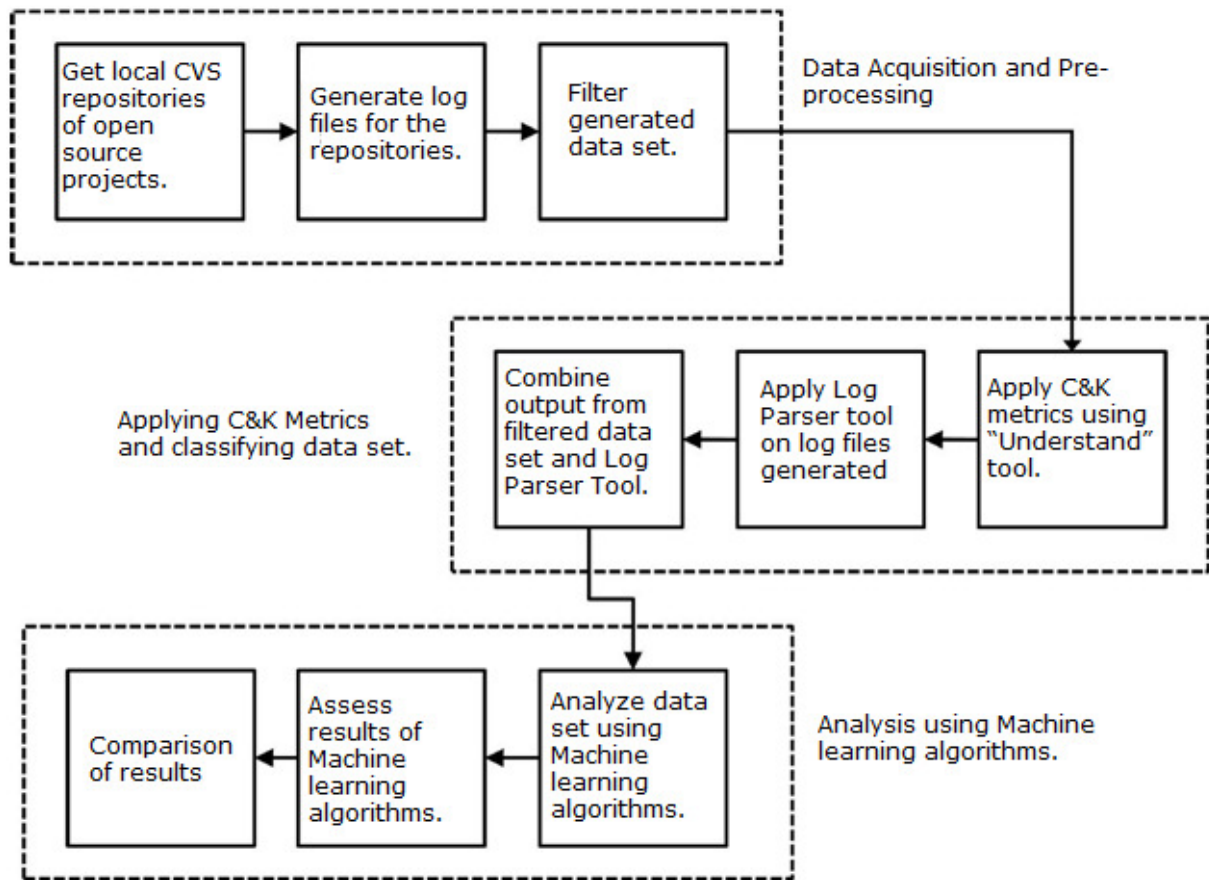 Get local CVS
repositories
of open
source
projects.
Generate log
files for the
repositories.
Filter
generated
data set.
Data Acquisition and Pre-
processing
Applying C&K Metrics
and classifying data set.
Combine
output from
filtered data
set and Log
Parser Tool.
Apply Log
Parser tool
on log files
generated
Apply C&K
metrics using
“Understand”
tool.
Comparison
of results
Assess
results of
Machine
learning
algorithms.
Analyze data
set using
Machine
learning
algorithms.
Analysis using Machine
learning algorithms.